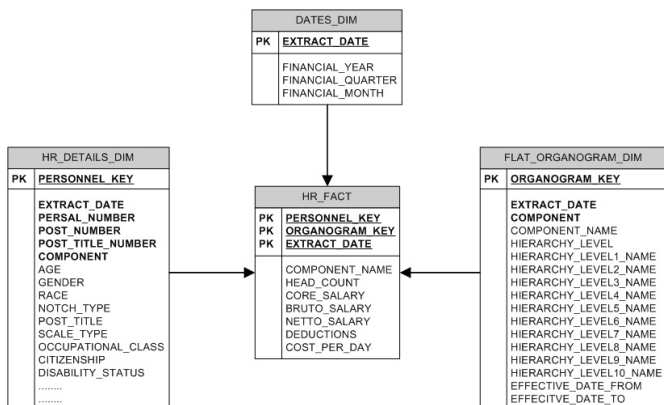 DATES_DIM
PK EXTRACT_DATE
FINANCIAL_YEAR
FINANCIAL_QUARTER
FINANCIAL_MONTH
HR_DETAILS_DIM
PK PERSONNEL_KEY
EXTRACT_DATE
PERSAL_NUMBER
POST_NUMBER
POST_TITLE_NUMBER
COMPONENT
AGE
GENDER
RACE
NOTCH_TYPE
POST_TITLE
SCALE_TYPE
OCCUPATIONAL_CLASS
CITIZENSHIP
DISABILITY_STATUS
........
........
HR_FACT
PK PERSONNEL_KEY
PK ORGANOGRAM_KEY
PK EXTRACT_DATE
COMPONENT_NAME
HEAD_COUNT
CORE_SALARY
BRUTO_SALARY
NETTO_SALARY
DEDUCTIONS
COST_PER_DAY
FLAT_ORGANOGRAM_DIM
PK ORGANOGRAM_KEY
EXTRACT_DATE
COMPONENT
COMPONENT_NAME
HIERARCHY_LEVEL
HIERARCHY_LEVEL1_NAME
HIERARCHY_LEVEL2_NAME
HIERARCHY_LEVEL3_NAME
HIERARCHY_LEVEL4_NAME
HIERARCHY_LEVEL5_NAME
HIERARCHY_LEVEL6_NAME
HIERARCHY_LEVEL7_NAME
HIERARCHY_LEVEL8_NAME
HIERARCHY_LEVEL9_NAME
HIERARCHY_LEVEL10_NAME
EFFECTIVE_DATE_FROM
EFFECITVE_DATE_TO